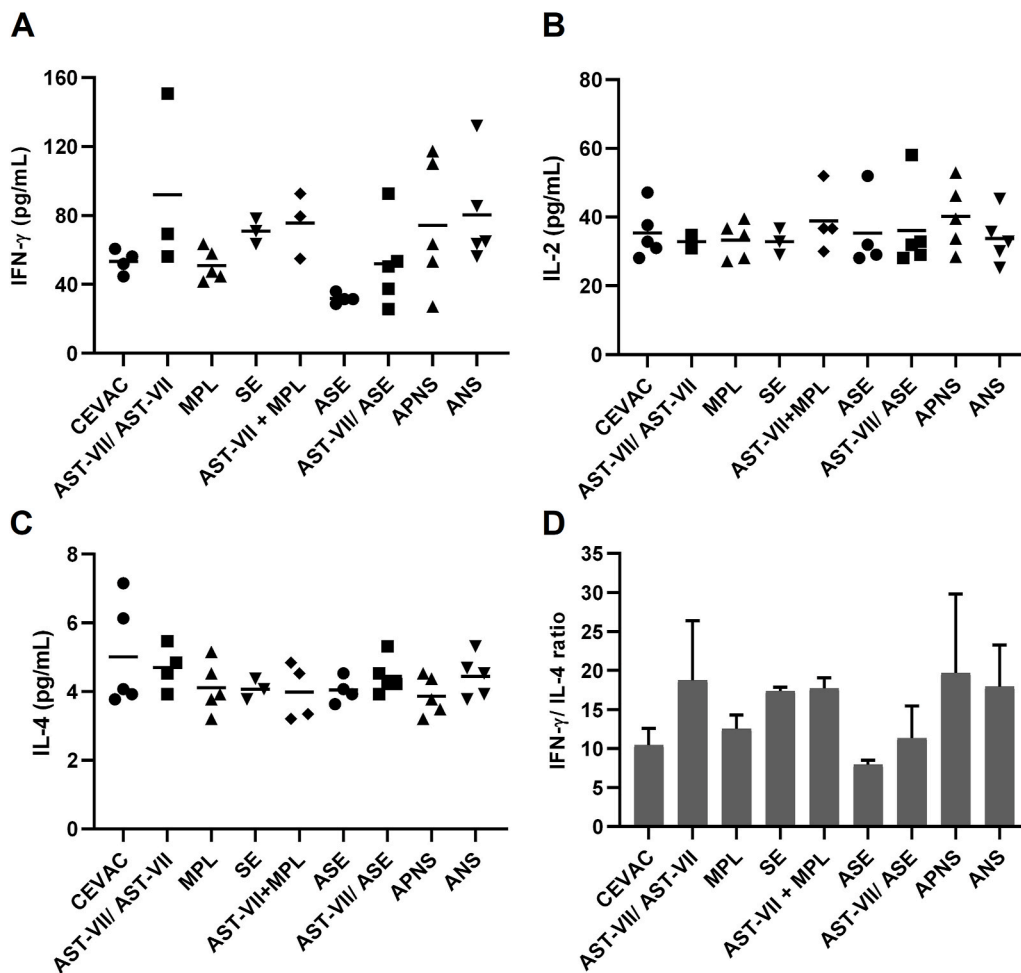 A
IFN-γ (pg/mL)
160
120
80
40
0
CEVAC
AST-VII/ AST-VII
MPL
SE
AST-VII + MPL
ASE
AST-VII/ ASE
APNS
ANS
B
IL-2 (pg/mL)
80
60
40
20
0
CEVAC
AST-VII/ AST-VII
MPL
SE
AST-VII+MPL
ASE
AST-VII/ ASE
APNS
ANS
C
IL-4 (pg/mL)
8
6
4
2
0
CEVAC
AST-VII/ AST-VII
MPL
SE
AST-VII+MPL
ASE
AST-VII/ ASE
APNS
ANS
D
IFN-γ/ IL-4 ratio
35
30
25
20
15
10
5
0
CEVAC
AST-VII/ AST-VII
MPL
SE
AST-VII + MPL
ASE
AST-VII/ ASE
APNS
ANS